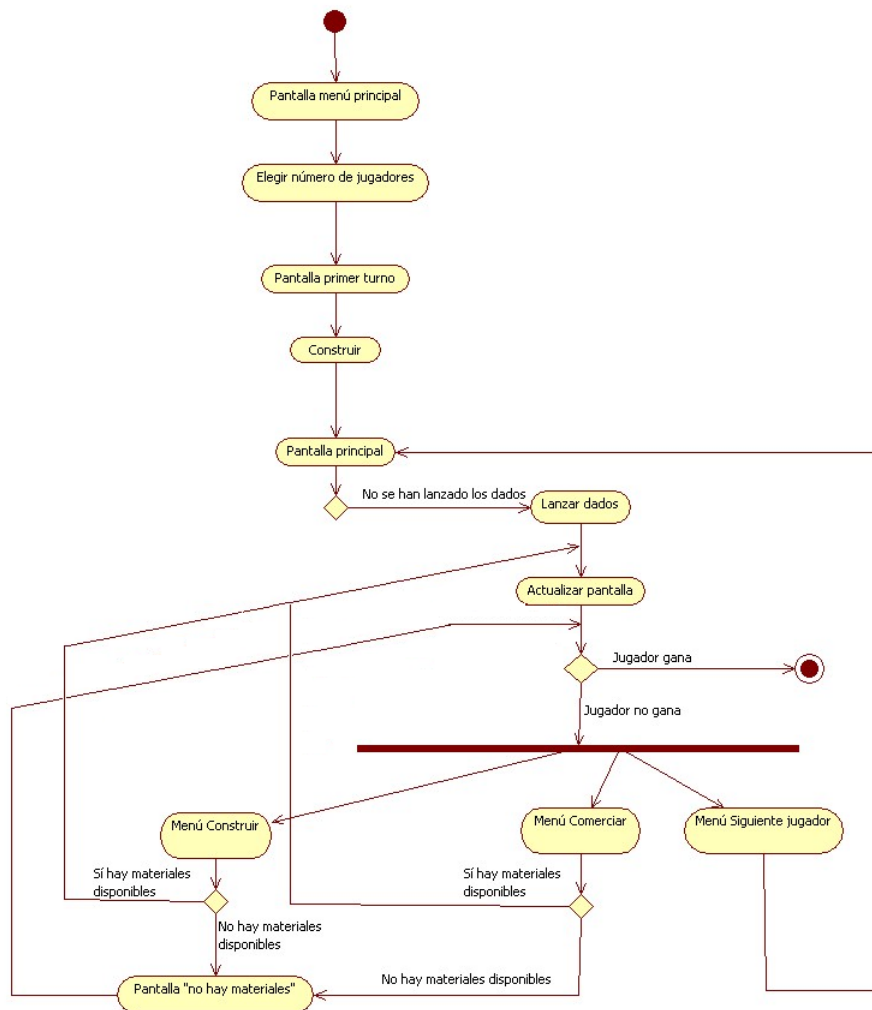 Pantalla menú principal
Elegir número de jugadores
Pantalla primer turno
Construir
Pantalla principal
No se han lanzado los dados
Lanzar dados
Actualizar pantalla
Jugador gana
Jugador no gana
Menú Construir
Menú Comerciar
Menú Siguiente jugador
Sí hay materiales
disponibles
Sí hay materiales
disponibles
No hay materiales
disponibles
No hay materiales disponibles
Pantalla "no hay materiales"